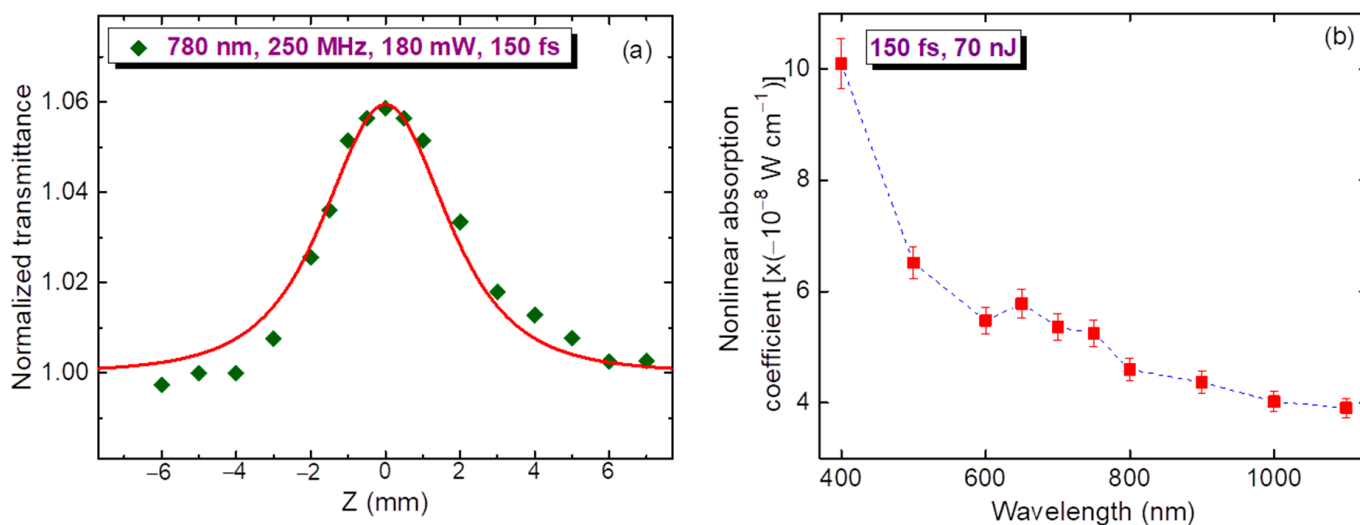 780 nm, 250 MHz, 180 mW, 150 fs
(a)
Normalized transmittance
1.06
1.04
1.02
1.00
−6
−4
−2
0
2
4
6
Z (mm)
150 fs, 70 nJ
(b)
Nonlinear absorption
coefficient [x(−10⁻⁸ W cm⁻¹)]
10
8
6
4
400
600
800
1000
Wavelength (nm)